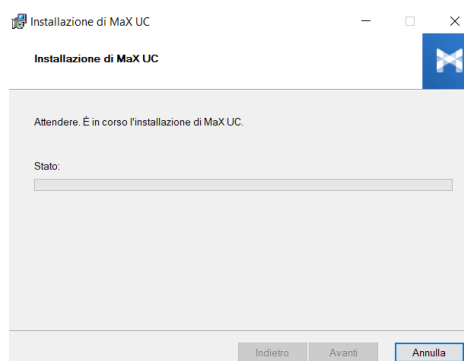 Installazione di MaX UC
Installazione di MaX UC
Attendere. È in corso l'installazione di MaX UC.
Stato:
Indietro Avanti Annulla